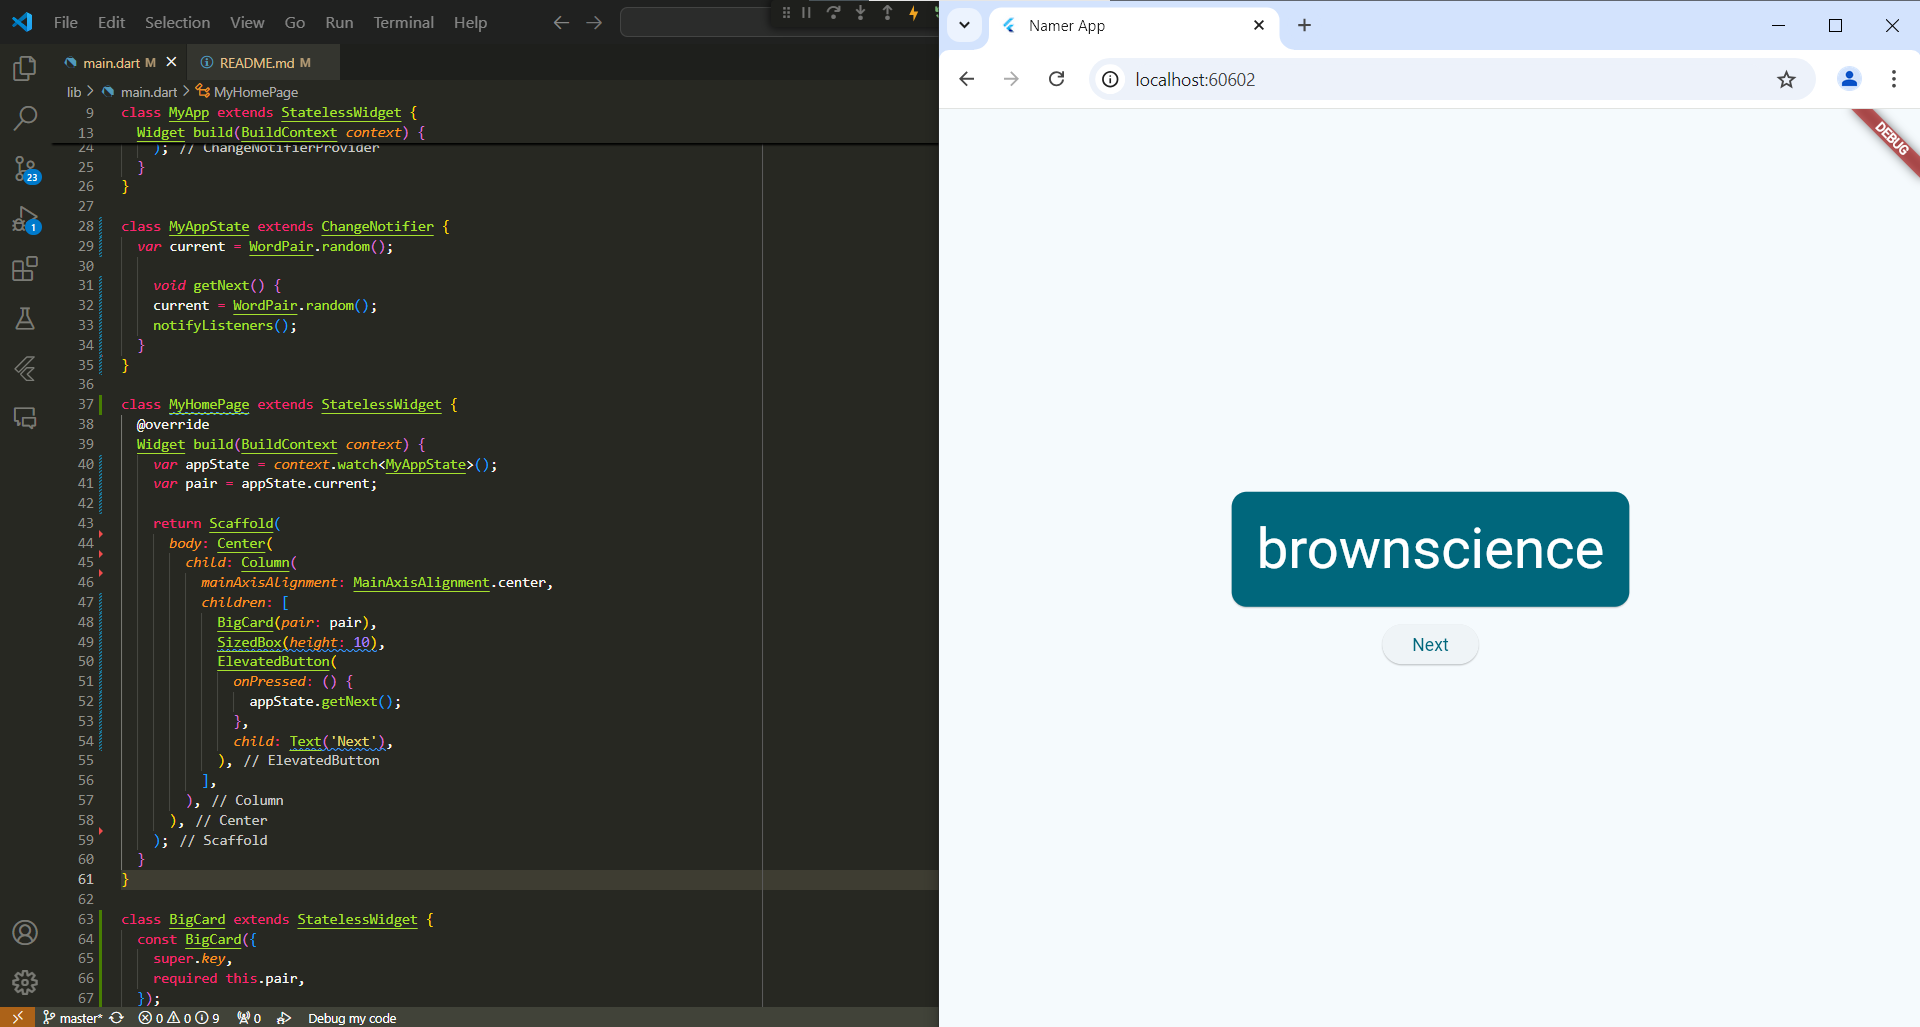 File Edit Selection View Go Run Terminal Help
main.dart M
README.md M
lib > main.dart > MyHomePage
9 class MyApp extends StatelessWidget {
13 Widget build(BuildContext context) {
24 ); // ChangeNotifierProvider
25 }
26 }
27
28 class MyAppState extends ChangeNotifier {
29 var current = WordPair.random();
30
31 void getNext() {
32 current = WordPair.random();
33 notifyListeners();
34 }
35 }
36
37 class MyHomePage extends StatelessWidget {
38 @override
39 Widget build(BuildContext context) {
40 var appState = context.watch<MyAppState>();
41 var pair = appState.current;
42
43 return Scaffold(
44 body: Center(
45 child: Column(
46 mainAxisAlignment: MainAxisAlignment.center,
47 children: [
48 BigCard(pair: pair),
49 SizedBox(height: 10),
50 ElevatedButton(
51 onPressed: () {
52 appState.getNext();
53 },
54 child: Text('Next'),
55 ), // ElevatedButton
56 ],
57 ), // Column
58 ), // Center
59 ); // Scaffold
60 }
61 }
62
63 class BigCard extends StatelessWidget {
64 const BigCard({
65 super.key,
66 required this.pair,
67 });
23
1
master* 0 0 9 0 Debug my code
Namer App
localhost:60602
DEBUG
brownscience
Next